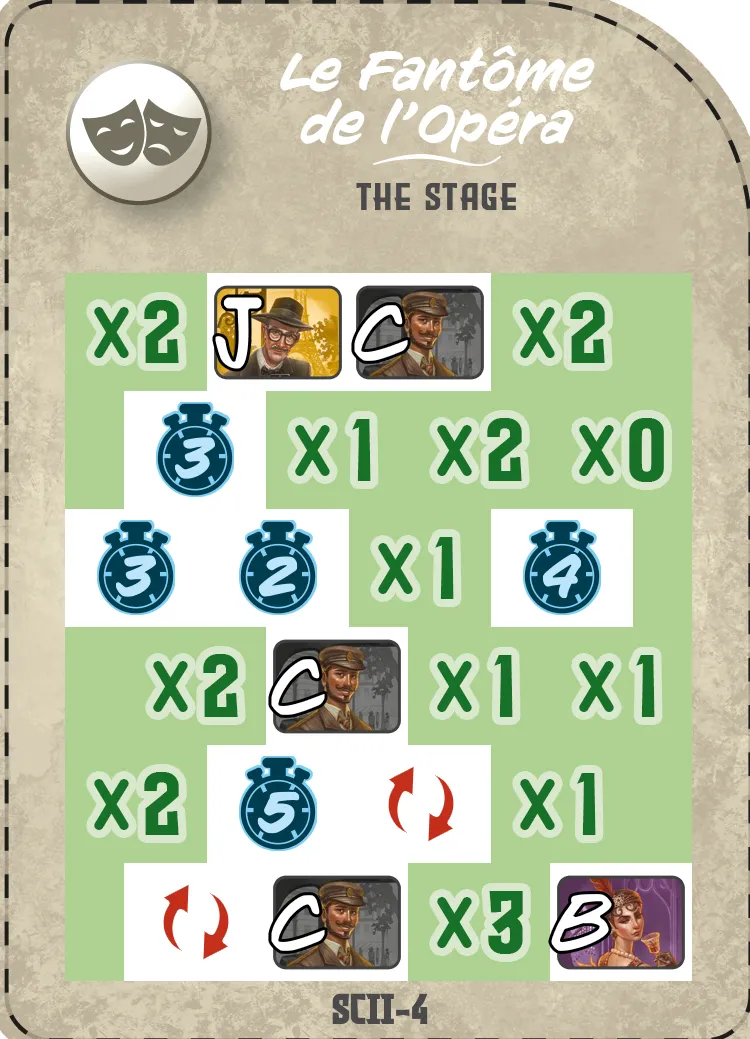 Le Fantôme
de l'Opéra
THE STAGE
X2 J C X2
3 X1 X2 X0
3 2 X1 4
X2 C X1 X1
X2 5 X1
C X3 B
SCII-4